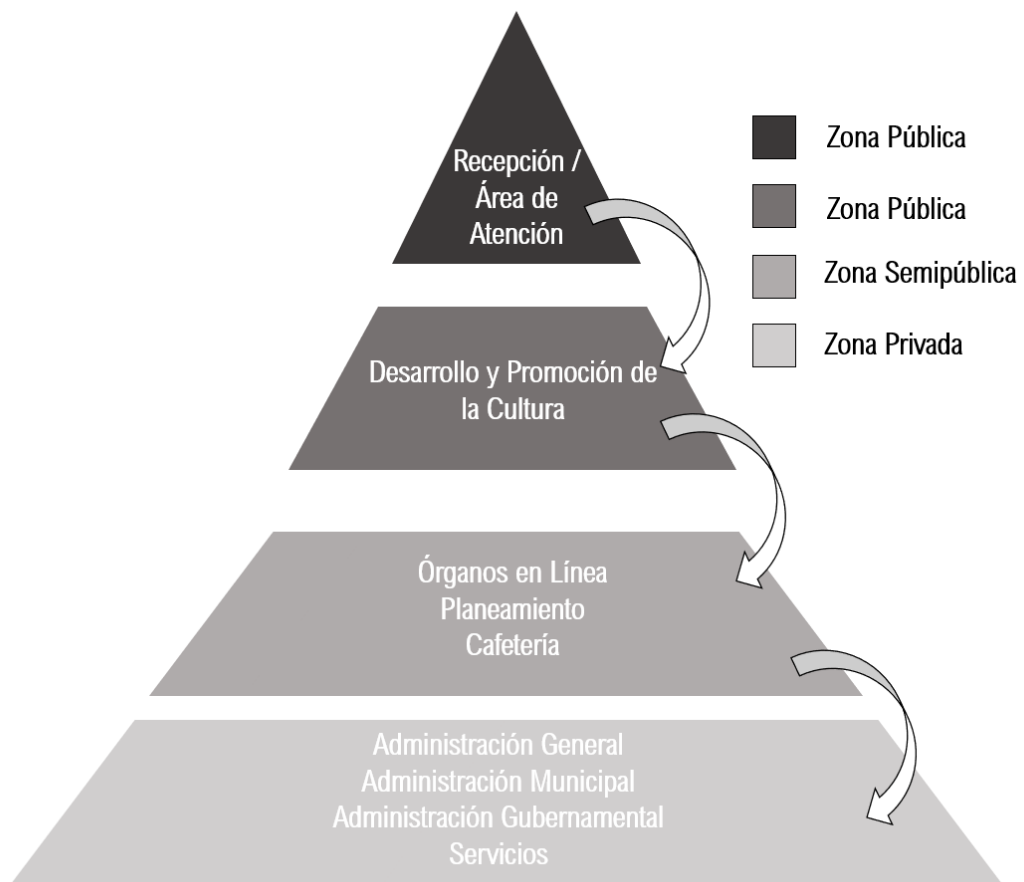 Recepción /
Área de
Atención
Desarrollo y Promoción de
la Cultura
Órganos en Línea
Planeamiento
Cafetería
Administración General
Administración Municipal
Administración Gubernamental
Servicios
Zona Pública
Zona Pública
Zona Semipública
Zona Privada